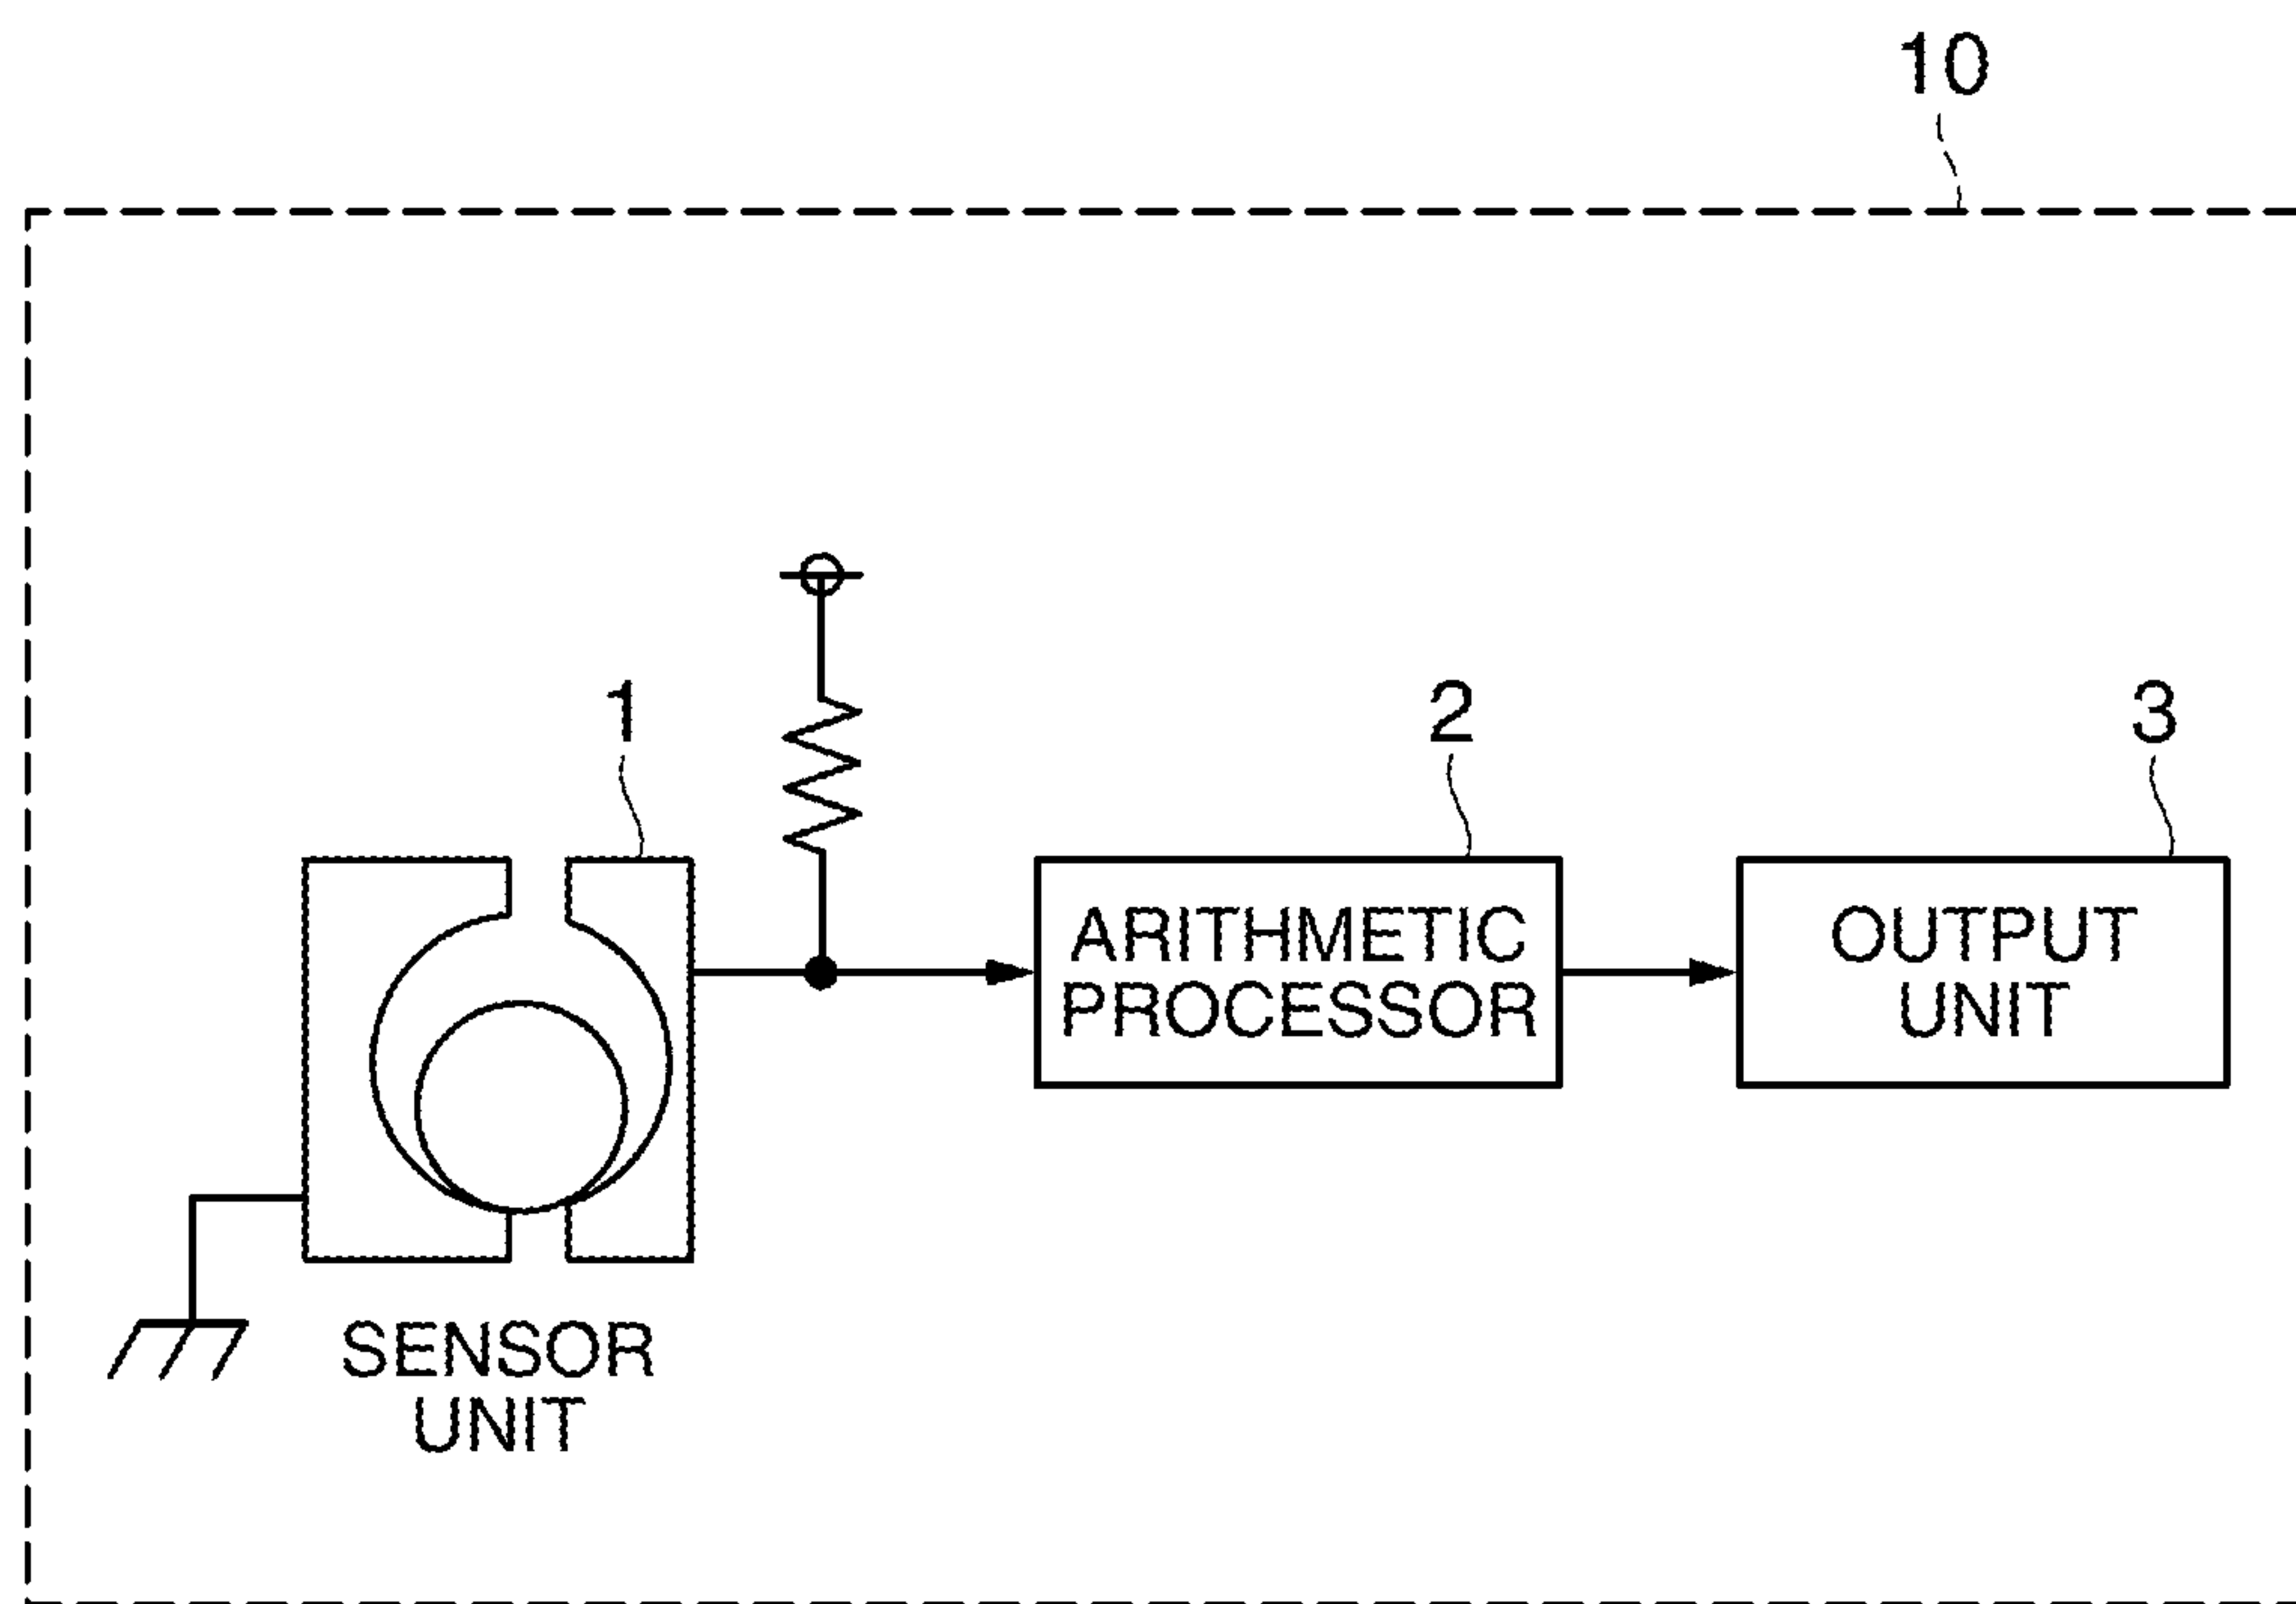 10
1
2
3
ARITHMETIC
PROCESSOR
OUTPUT
UNIT
SENSOR
UNIT